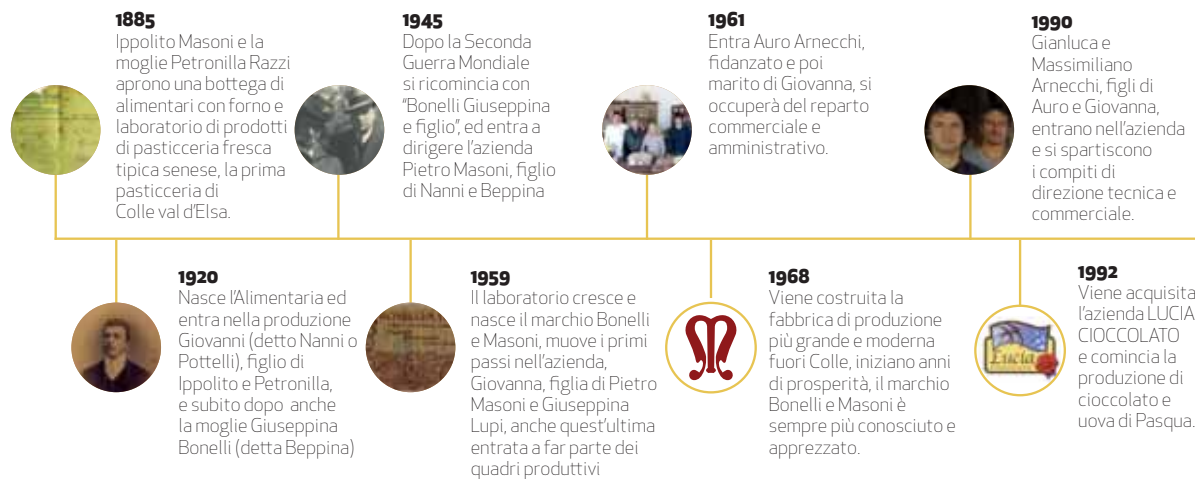 1885
Ippolito Masoni e la
moglie Petronilla Razzi
aprono una bottega di
alimentari con forno e
laboratorio di prodotti
di pasticceria fresca
tipica senese, la prima
pasticceria di
Colle val d'Elsa.
1920
Nasce l'Alimentaria ed
entra nella produzione
Giovanni (detto Nanni o
Pottelli), figlio di
Ippolito e Petronilla,
e subito dopo anche
la moglie Giuseppina
Bonelli (detta Beppina)
1945
Dopo la Seconda
Guerra Mondiale
si ricomincia con
"Bonelli Giuseppina
e figlio", ed entra a
dirigere l'azienda
Pietro Masoni, figlio
di Nanni e Beppina
1959
Il laboratorio cresce e
nasce il marchio Bonelli
e Masoni, muove i primi
passi nell'azienda,
Giovanna, figlia di Pietro
Masoni e Giuseppina
Lupi, anche quest'ultima
entrata a far parte dei
quadri produttivi
1961
Entra Auro Arnecchi,
fidanzato e poi
marito di Giovanna, si
occuperà del reparto
commerciale e
amministrativo.
1968
Viene costruita la
fabbrica di produzione
più grande e moderna
fuori Colle, iniziano anni
di prosperità, il marchio
Bonelli e Masoni è
sempre più conosciuto e
apprezzato.
1990
Gianluca e
Massimiliano
Arnecchi, figli di
Auro e Giovanna,
entrano nell'azienda
e si spartiscono
i compiti di
direzione tecnica e
commerciale.
1992
Viene acquisita
l'azienda LUCIA
CIOCCOLATO
e comincia la
produzione di
cioccolato e
uova di Pasqua.
Lucia